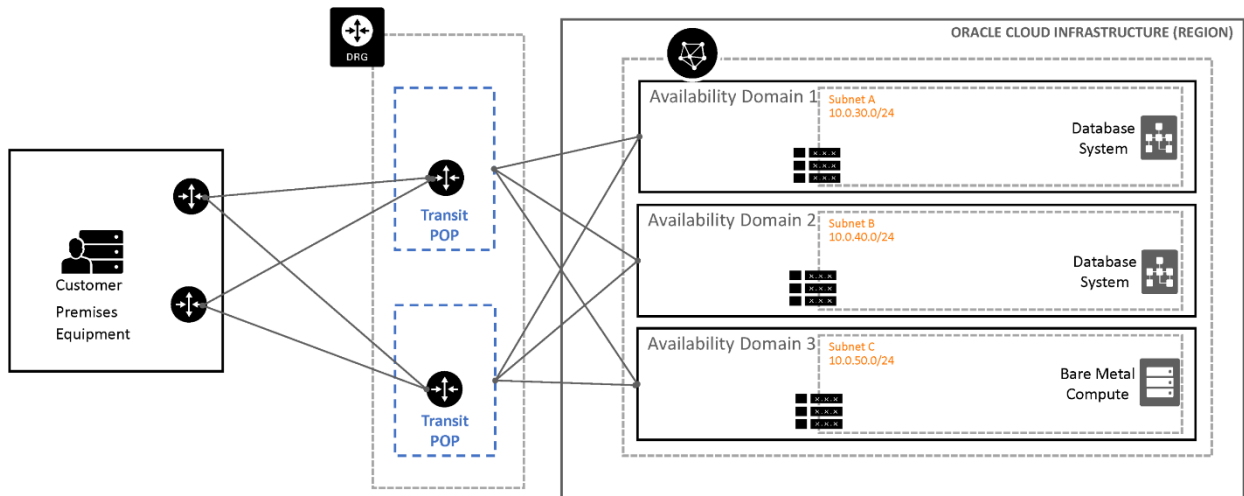 ORACLE CLOUD INFRASTRUCTURE (REGION)
DRG
Customer
Premises
Equipment
Transit
POP
Transit
POP
Availability Domain 1
Subnet A
10.0.30.0/24
Database
System
Availability Domain 2
Subnet B
10.0.40.0/24
Database
System
Availability Domain 3
Subnet C
10.0.50.0/24
Bare Metal
Compute